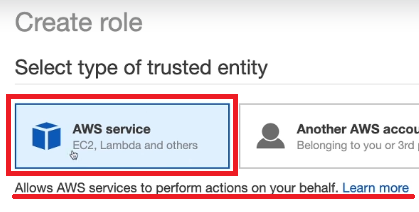 Create role
Select type of trusted entity
AWS service
EC2, Lambda and others
Another AWS accou
Belonging to you or 3rd p
Allows AWS services to perform actions on your behalf. Learn more